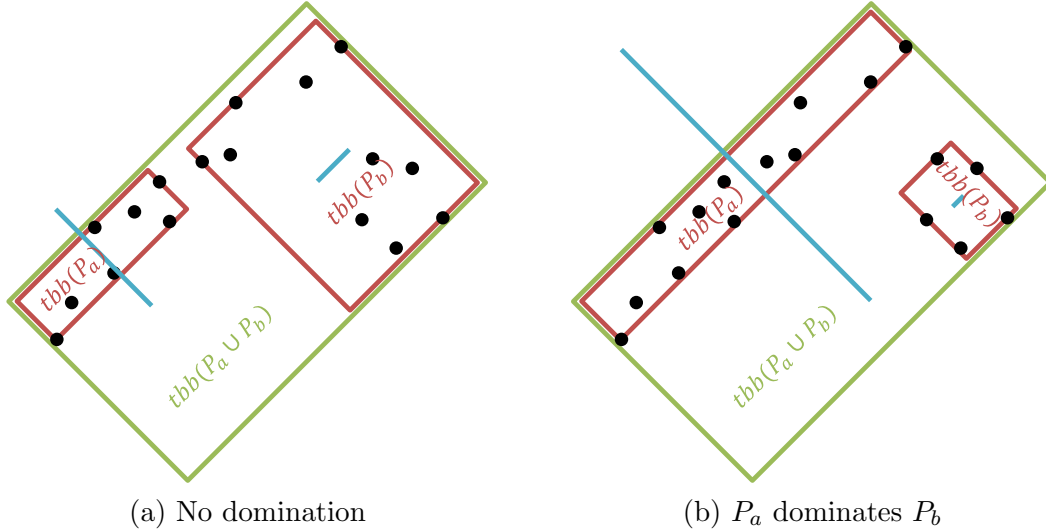 tbb(P_a)
tbb(P_b)
tbb(P_a ∪ P_b)
(a) No domination
tbb(P_a)
tbb(P_b)
tbb(P_a ∪ P_b)
(b) P_a dominates P_b